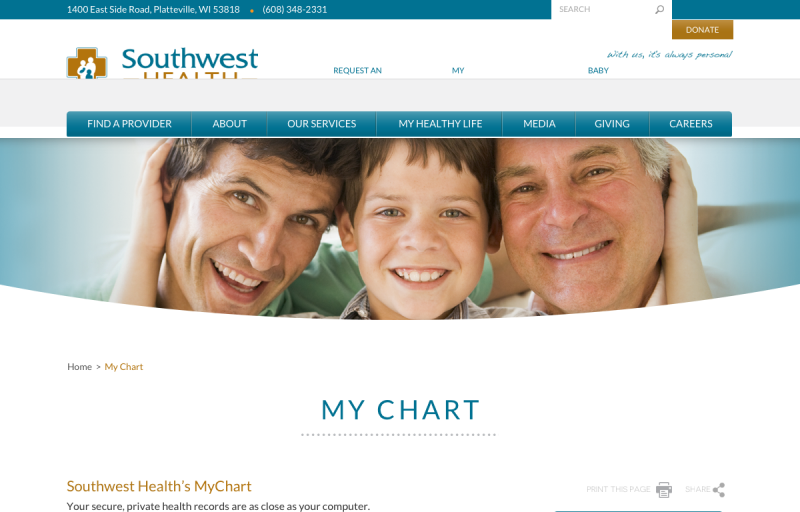 1400 East Side Road, Platteville, WI 53818 • (608) 348-2331
SEARCH
DONATE
Southwest
HEALTH
With us, it's always personal
REQUEST AN
MY
BABY
FIND A PROVIDER
ABOUT
OUR SERVICES
MY HEALTHY LIFE
MEDIA
GIVING
CAREERS
Home > My Chart
MY CHART
Southwest Health's MyChart
PRINT THIS PAGE
SHARE
Your secure, private health records are as close as your computer.